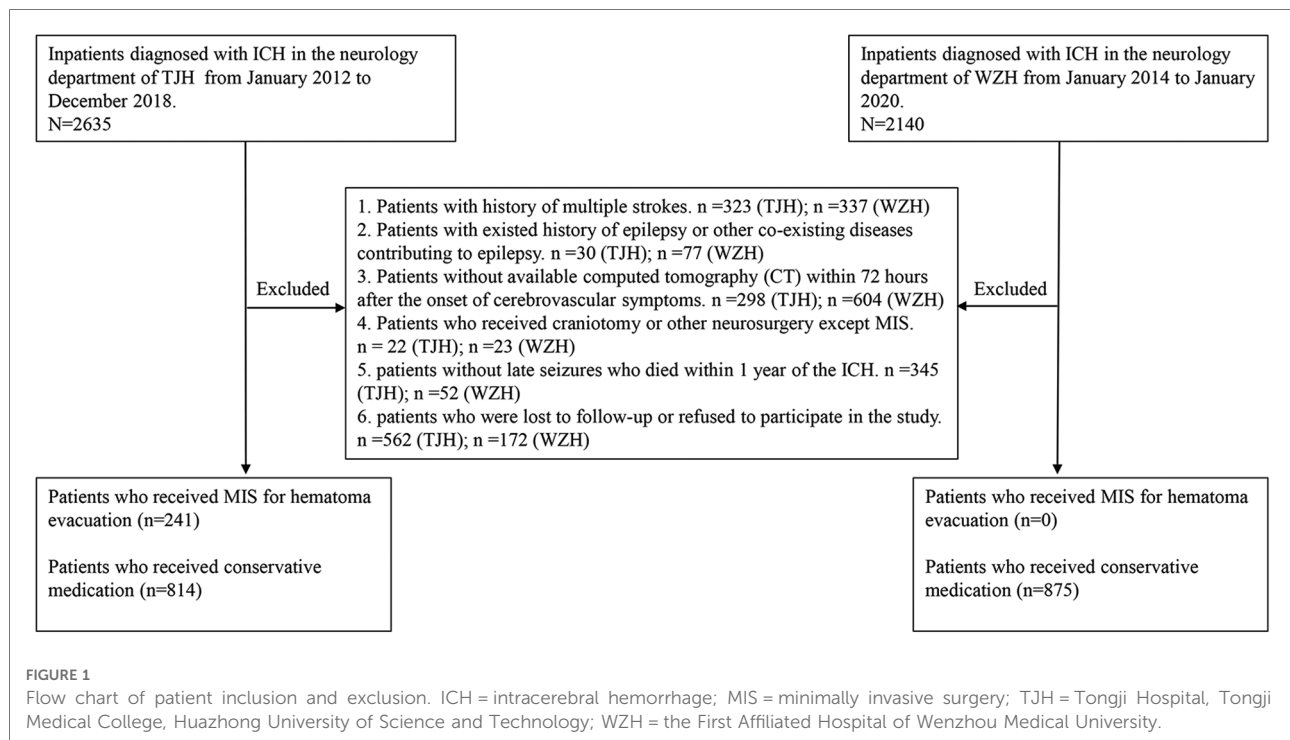 Inpatients diagnosed with ICH in the neurology
department of TJH from January 2012 to
December 2018.
N=2635
Inpatients diagnosed with ICH in the neurology
department of WZH from January 2014 to January
2020.
N=2140
Excluded
1. Patients with history of multiple strokes. n =323 (TJH); n =337 (WZH)
2. Patients with existed history of epilepsy or other co-existing diseases
contributing to epilepsy. n =30 (TJH); n =77 (WZH)
3. Patients without available computed tomography (CT) within 72 hours
after the onset of cerebrovascular symptoms. n =298 (TJH); n =604 (WZH)
4. Patients who received craniotomy or other neurosurgery except MIS.
n = 22 (TJH); n =23 (WZH)
5. patients without late seizures who died within 1 year of the ICH. n =345
(TJH); n =52 (WZH)
6. patients who were lost to follow-up or refused to participate in the study.
n =562 (TJH); n =172 (WZH)
Excluded
Patients who received MIS for hematoma
evacuation (n=241)
Patients who received conservative
medication (n=814)
Patients who received MIS for hematoma
evacuation (n=0)
Patients who received conservative
medication (n=875)
FIGURE 1
Flow chart of patient inclusion and exclusion. ICH = intracerebral hemorrhage; MIS = minimally invasive surgery; TJH = Tongji Hospital, Tongji
Medical College, Huazhong University of Science and Technology; WZH = the First Affiliated Hospital of Wenzhou Medical University.